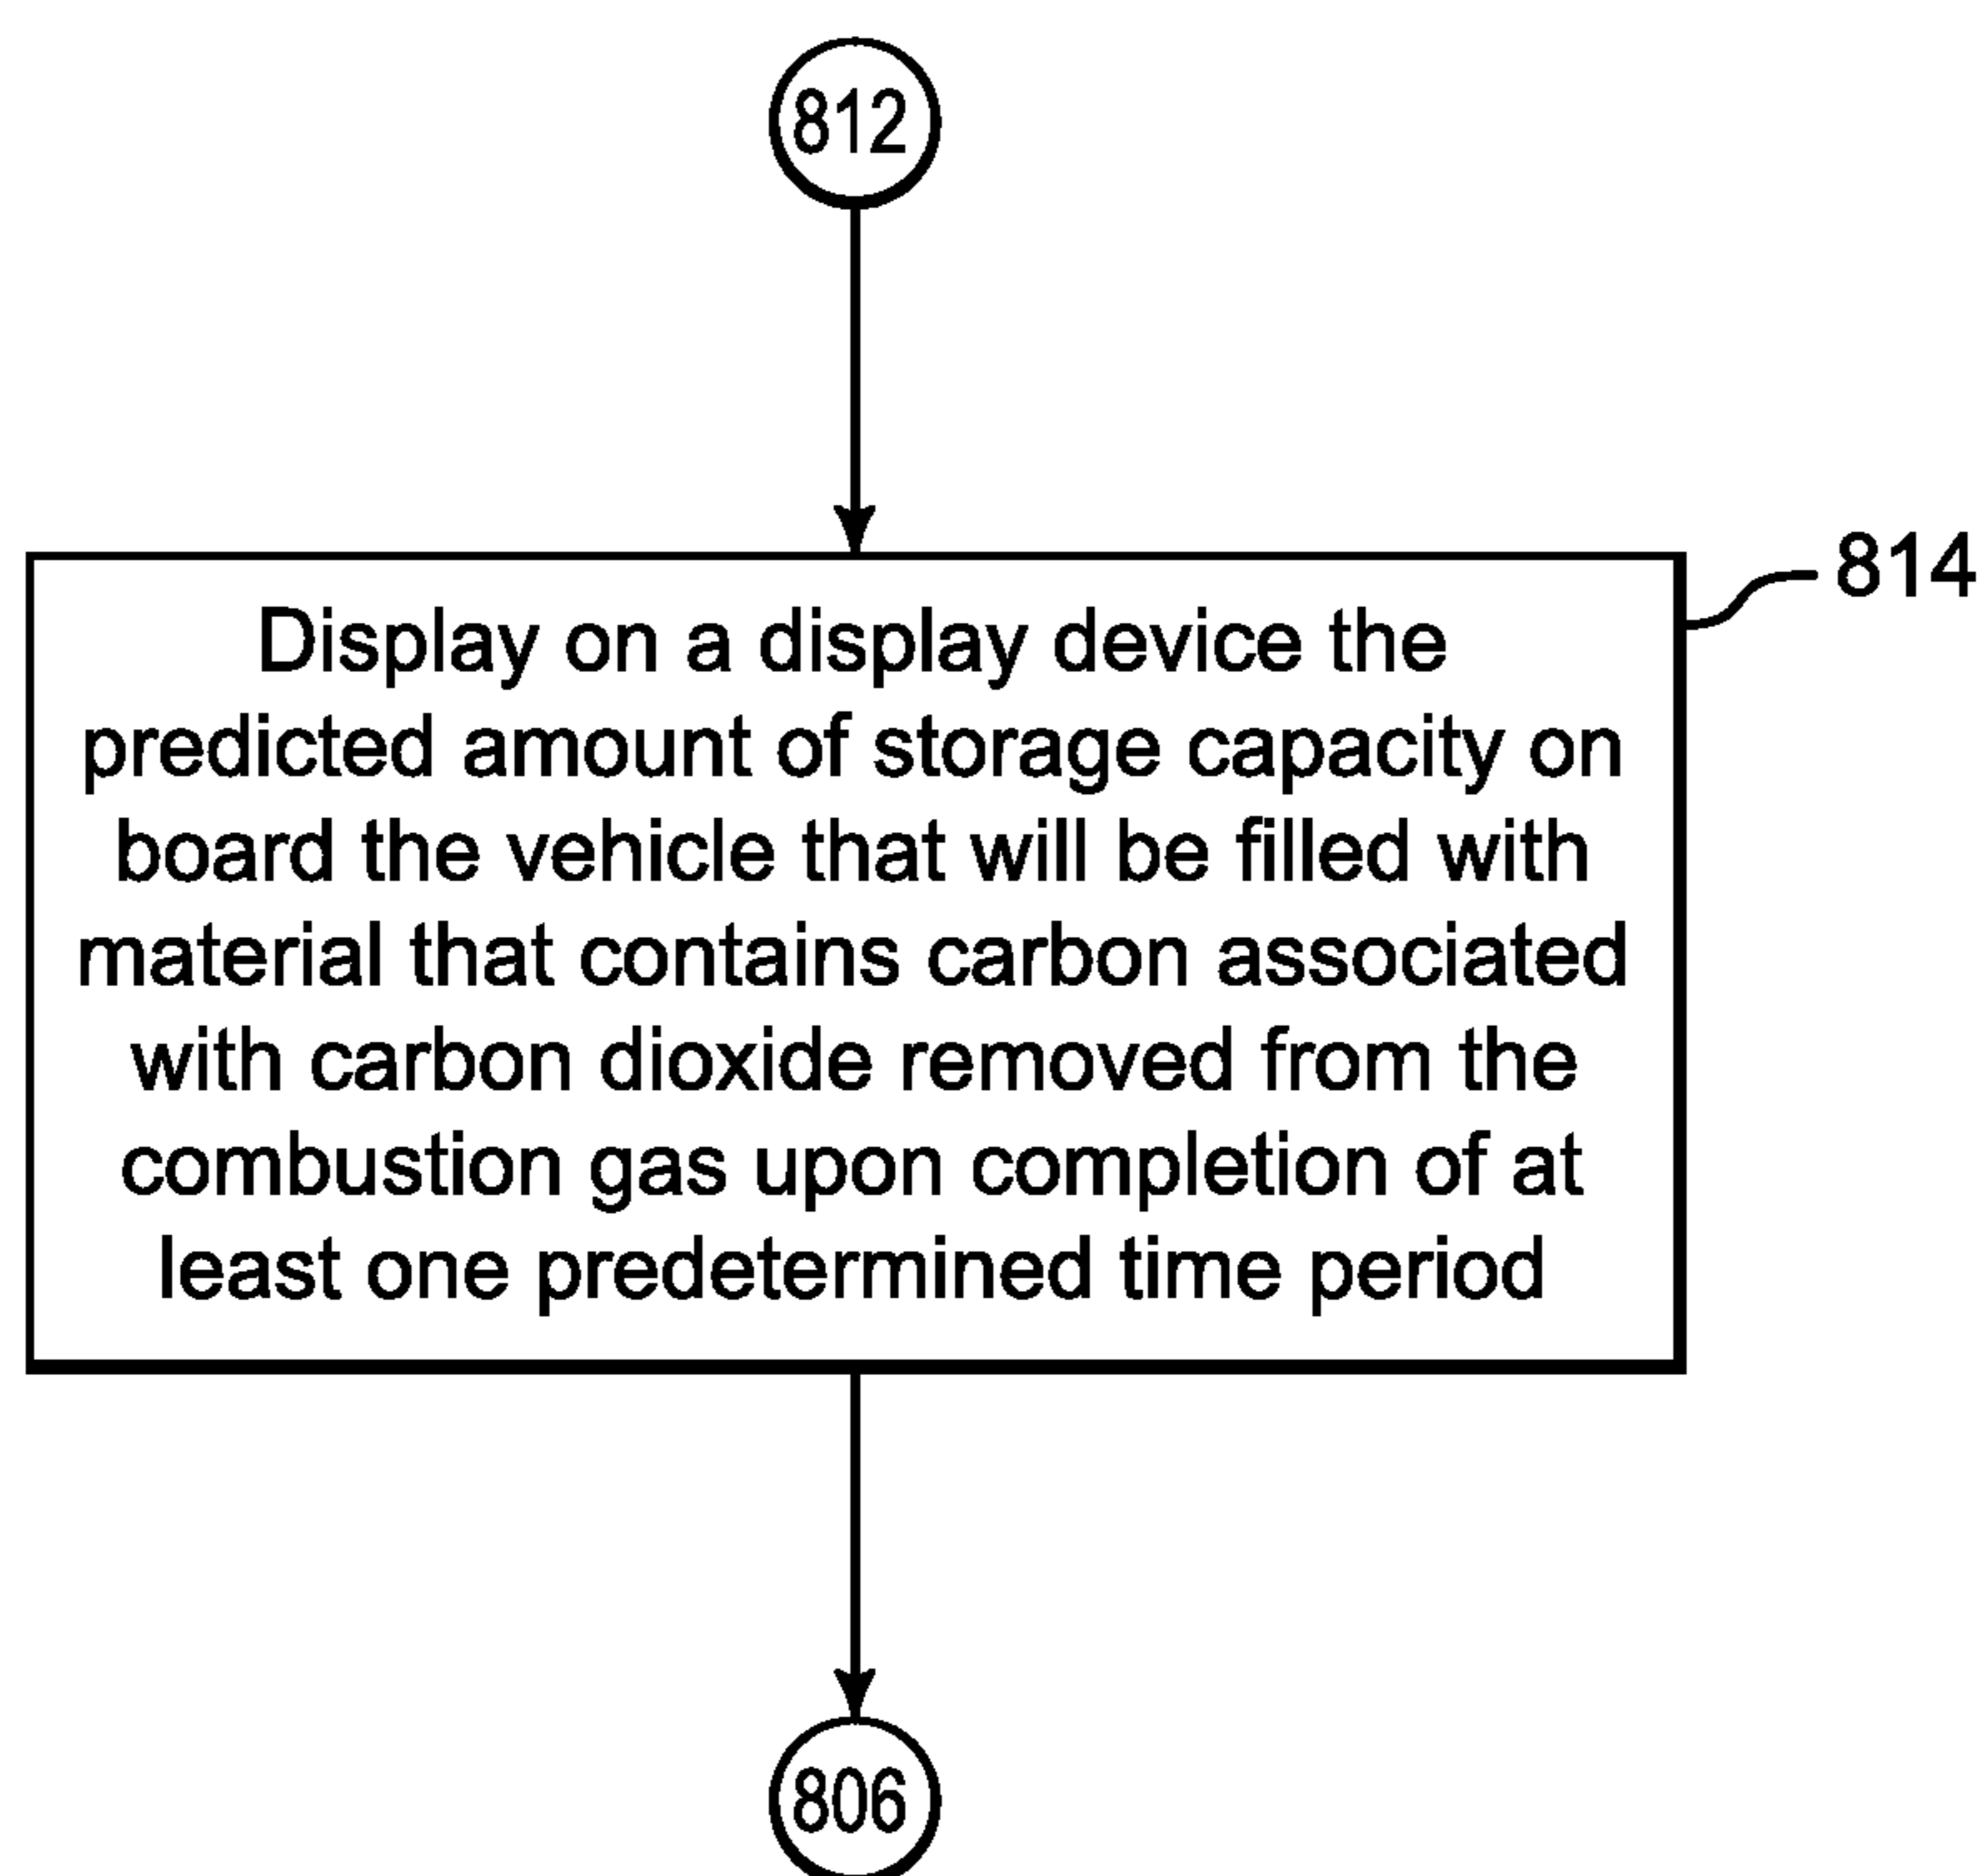 812
814
Display on a display device the
predicted amount of storage capacity on
board the vehicle that will be filled with
material that contains carbon associated
with carbon dioxide removed from the
combustion gas upon completion of at
least one predetermined time period
806